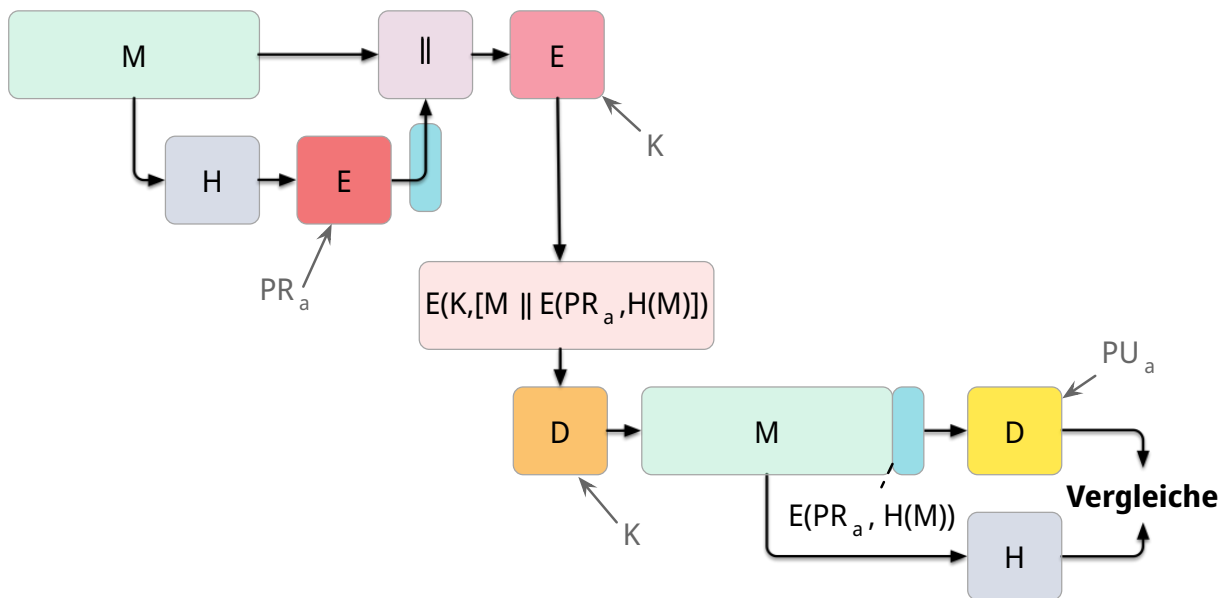 M
||
E
K
H
E
PR a
E(K,[M || E(PR a ,H(M)])
PU a
D
M
D
Vergleiche
E(PR a , H(M))
K
H